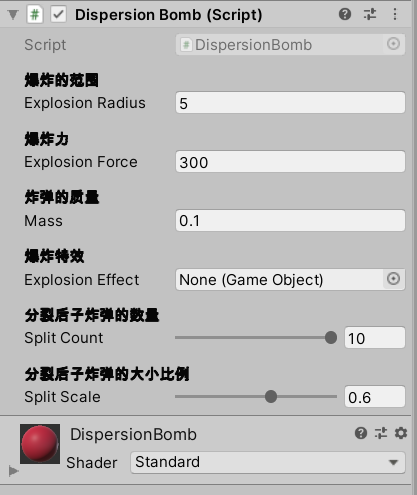 Dispersion Bomb (Script)
Script DispersionBomb
爆炸的范围
Explosion Radius 5
爆炸力
Explosion Force 300
炸弹的质量
Mass 0.1
爆炸特效
Explosion Effect None (Game Object)
分裂后子炸弹的数量
Split Count 10
分裂后子炸弹的大小比例
Split Scale 0.6
DispersionBomb
Shader Standard